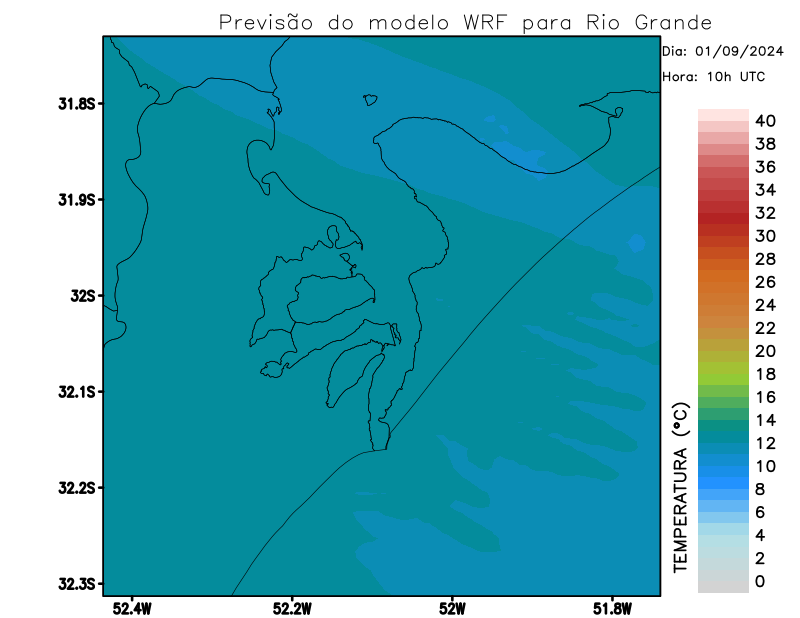 Previsão do modelo WRF para Rio Grande
Dia: 01/09/2024
Hora: 10h UTC
31.8S
31.9S
32S
32.1S
32.2S
32.3S
52.4W
52.2W
52W
51.8W
TEMPERATURA (°C)
40
38
36
34
32
30
28
26
24
22
20
18
16
14
12
10
8
6
4
2
0